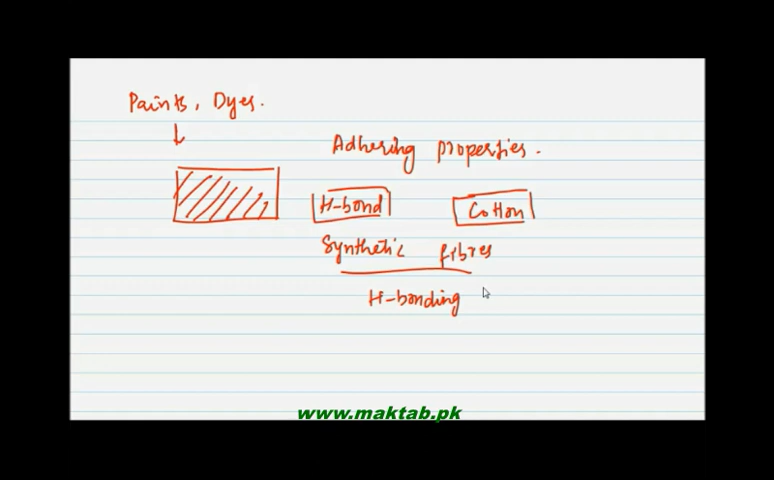 Paints, Dyes.
Adhering properties.
H-bond Cotton
Synthetic fibres
H-bonding
www.maktab.pk